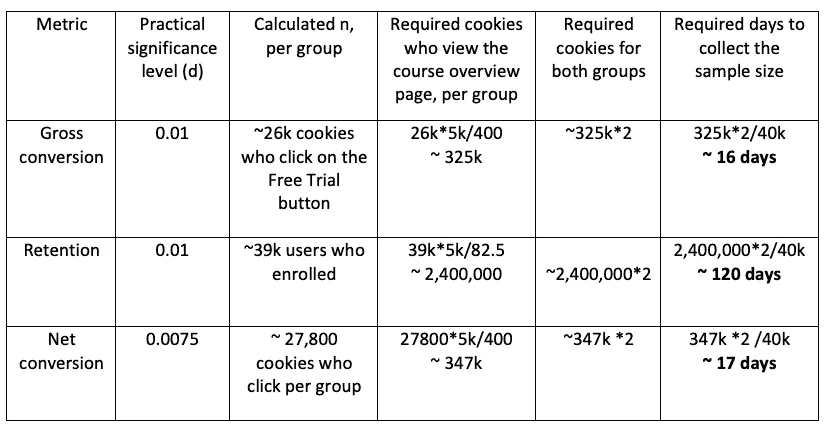 Metric
Practical
significance
level (d)
Calculated n,
per group
Required cookies
who view the
course overview
page, per group
Required
cookies for
both groups
Required days to
collect the
sample size
Gross
conversion
0.01
~26k cookies
who click on the
Free Trial
button
26k*5k/400
~ 325k
~325k*2
325k*2/40k
~ 16 days
Retention
0.01
~39k users who
enrolled
39k*5k/82.5
~ 2,400,000
~2,400,000*2
2,400,000*2/40k
~ 120 days
Net
conversion
0.0075
~ 27,800
cookies who
click per group
27800*5k/400
~ 347k
~347k *2
347k *2 /40k
~ 17 days